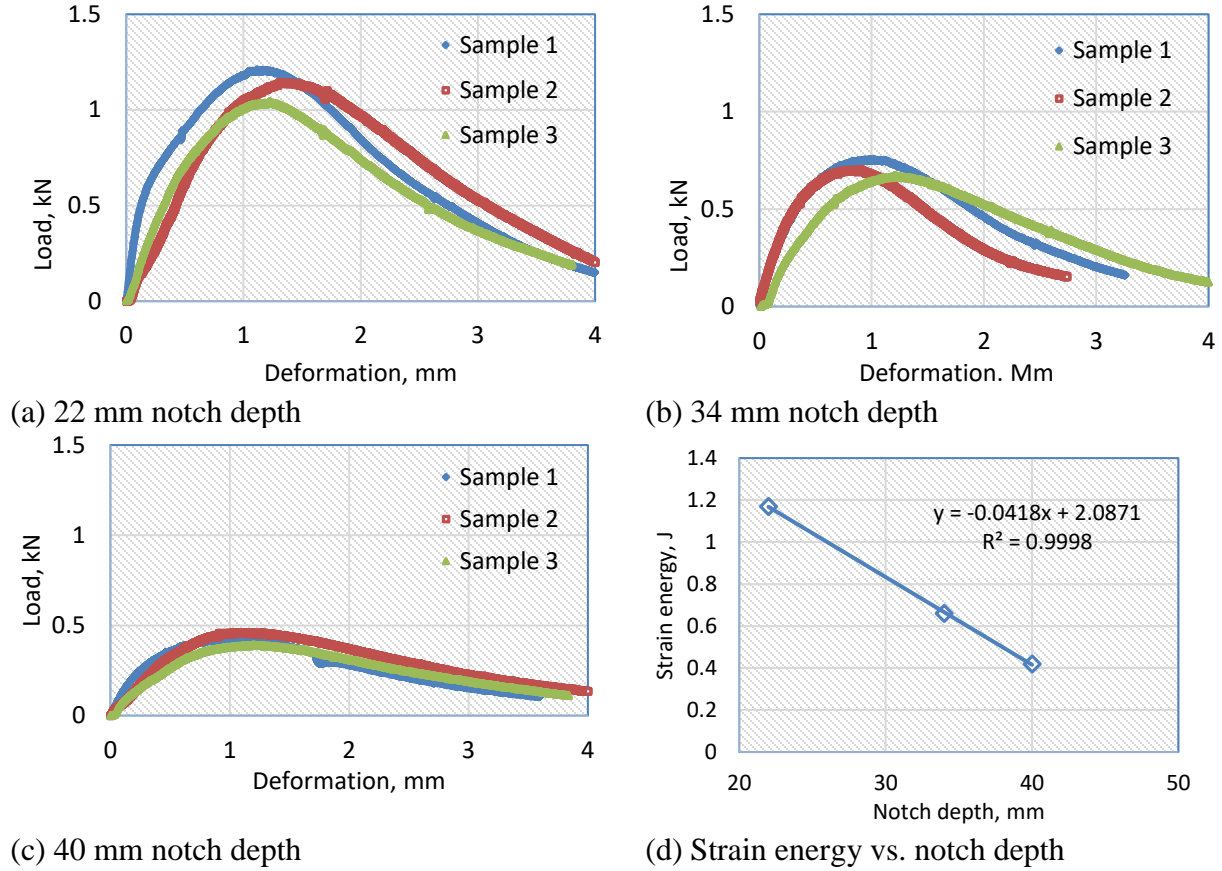 1.5
1
0.5
0
Load, kN
Sample 1
Sample 2
Sample 3
0 1 2 3 4
Deformation, mm
(a) 22 mm notch depth
1.5
1
0.5
0
Load, kN
Sample 1
Sample 2
Sample 3
0 1 2 3 4
Deformation. Mm
(b) 34 mm notch depth
1.5
1
0.5
0
Load, kN
Sample 1
Sample 2
Sample 3
0 1 2 3 4
Deformation, mm
(c) 40 mm notch depth
1.4
1.2
1
0.8
0.6
0.4
0.2
0
Strain energy, J
y = -0.0418x + 2.0871
R² = 0.9998
20 30 40 50
Notch depth, mm
(d) Strain energy vs. notch depth